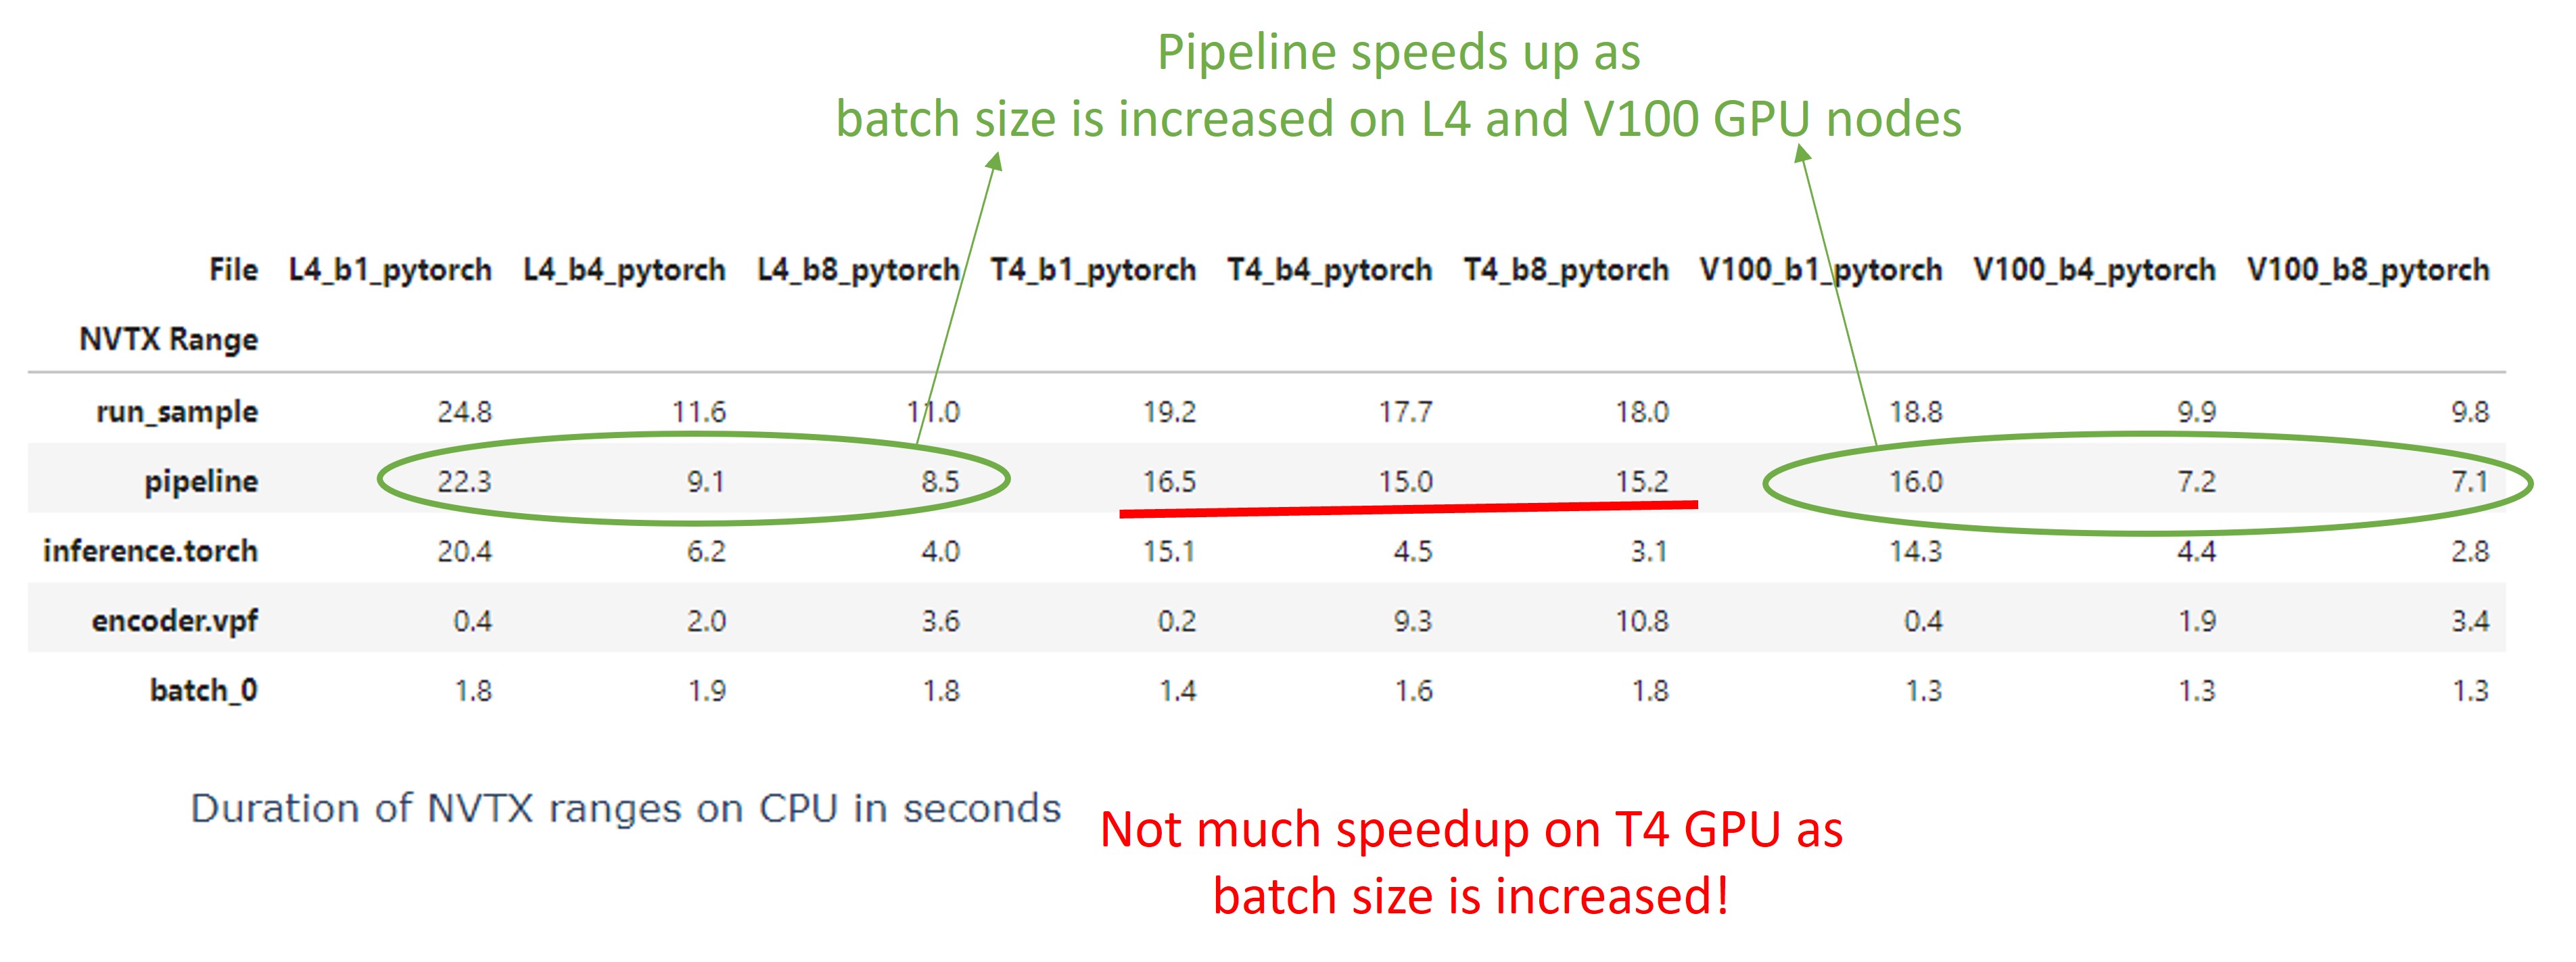 Pipeline speeds up as
batch size is increased on L4 and V100 GPU nodes
File L4_b1_pytorch L4_b4_pytorch L4_b8_pytorch T4_b1_pytorch T4_b4_pytorch T4_b8_pytorch V100_b1_pytorch V100_b4_pytorch V100_b8_pytorch
NVTX Range
run_sample 24.8 11.6 11.0 19.2 17.7 18.0 18.8 9.9 9.8
pipeline 22.3 9.1 8.5 16.5 15.0 15.2 16.0 7.2 7.1
inference.torch 20.4 6.2 4.0 15.1 4.5 3.1 14.3 4.4 2.8
encoder.vpf 0.4 2.0 3.6 0.2 9.3 10.8 0.4 1.9 3.4
batch_0 1.8 1.9 1.8 1.4 1.6 1.8 1.3 1.3 1.3
Duration of NVTX ranges on CPU in seconds
Not much speedup on T4 GPU as
batch size is increased!